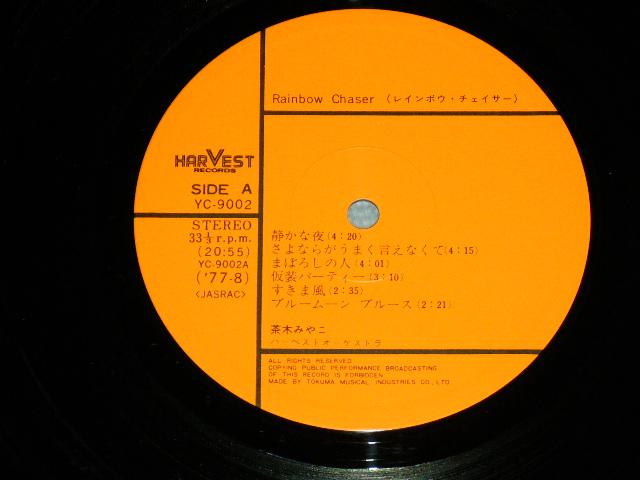 Rainbow Chaser 〈レインボウ・チェイサー〉
HARVEST
RECORDS
SIDE A
YC-9002
STEREO
33⅓ r.p.m.
(20:55)
YC-9002A
('77-8)
<JASRAC>
静かな夜(4:20)
さよならがうまく言えなくて(4:15)
まぼろしの人(4:01)
仮装パーティー(3:10)
すきま風(2:35)
ブルームーン ブルース(2:21)
茶木みやこ
ハーベストオーケストラ
ALL RIGHTS RESERVED
COPYING PUBLIC PERFORMANCE BROADCASTING
OF THIS RECORD IS FORBIDDEN
MADE BY TOKUMA MUSICAL INDUSTRIES CO., LTD.